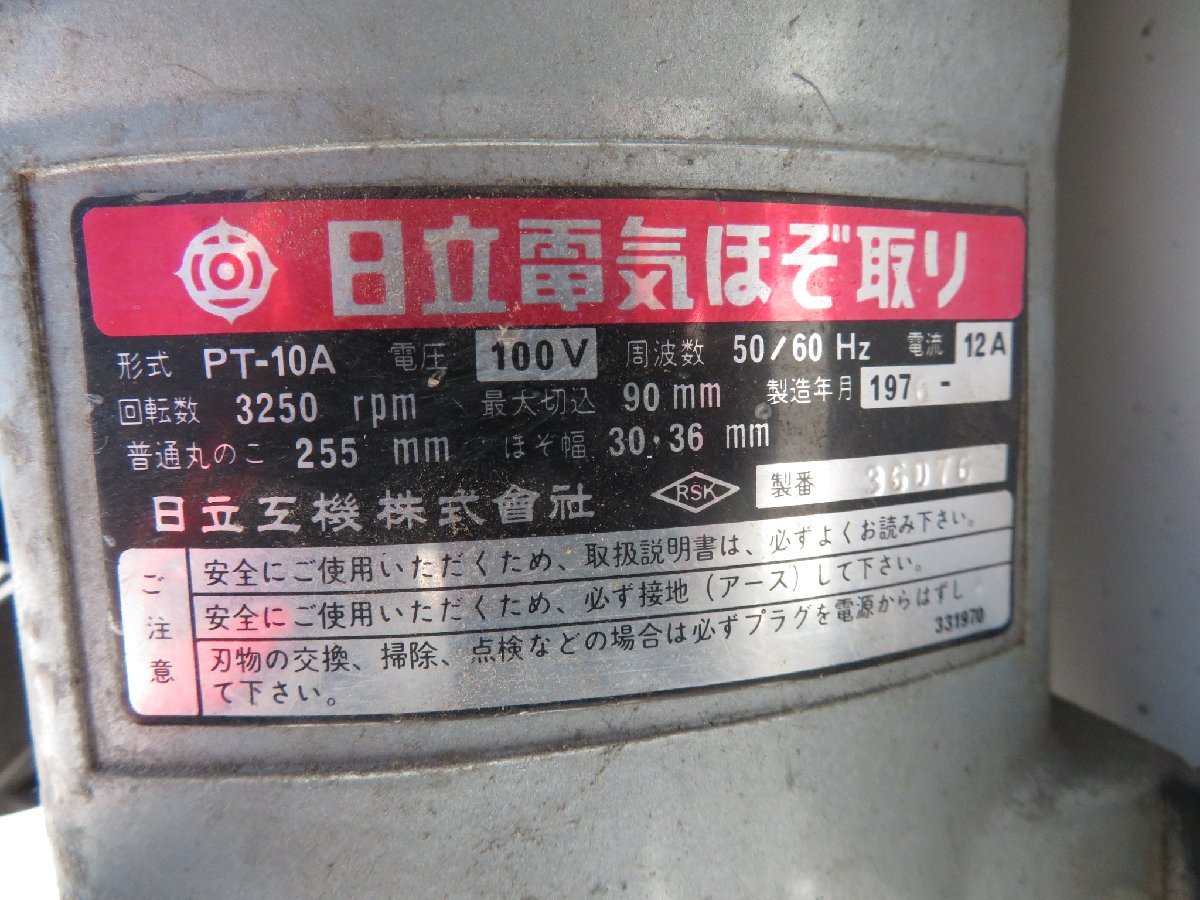 日立電気ほぞ取り
形式 PT-10A 電圧 100V 周波数 50/60 Hz 電流 12A
回転数 3250 rpm 最大切込 90mm 製造年月 197
普通丸のこ 255 mm ほぞ幅 30・36 mm
日立工機株式會社 RSK 製番
ご注意
安全にご使用いただくため、取扱説明書は、必ずよくお読み下さい。
安全にご使用いただくため、必ず接地(アース)して下さい。
刃物の交換、掃除、点検などの場合は必ずプラグを電源からはずし
て下さい。
331970